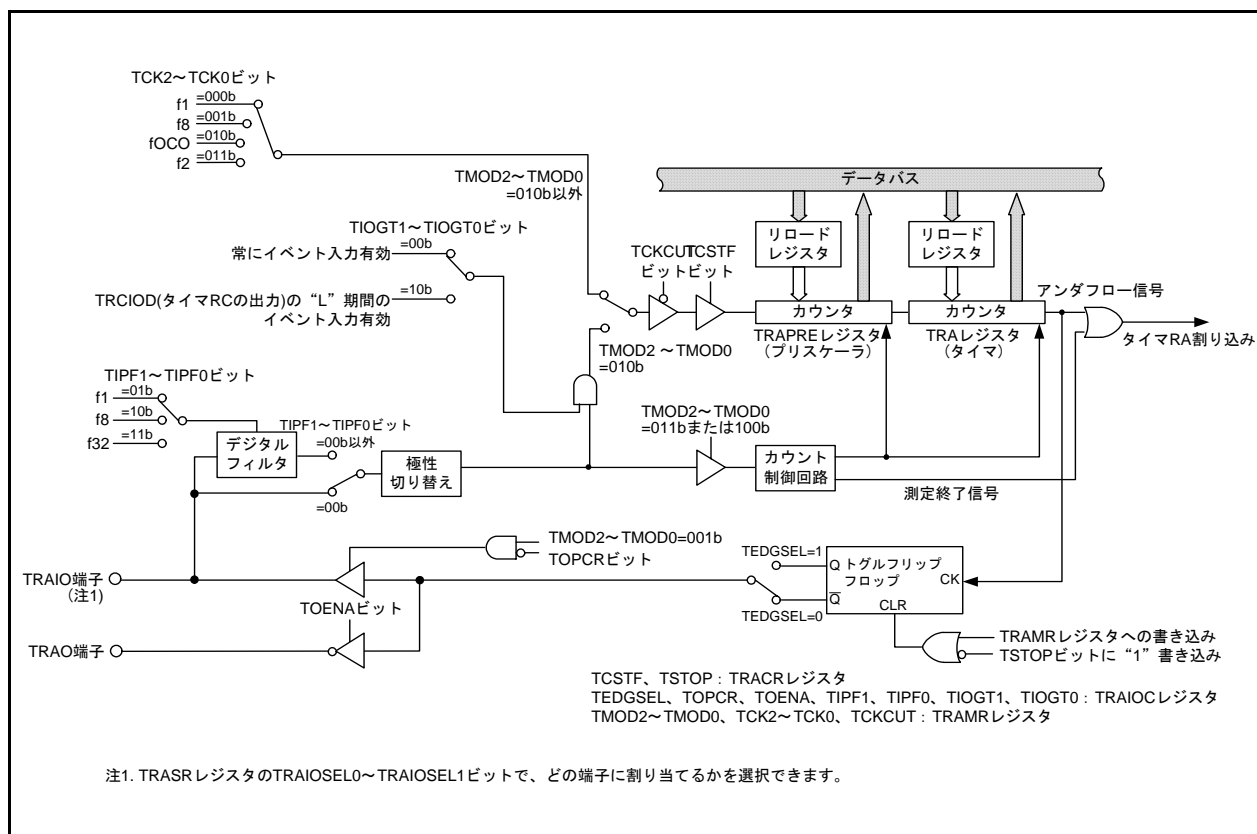 TCK2～TCK0ビット
f1 =000b
f8 =001b
fOCO =010b
f2 =011b
TMOD2～TMOD0
=010b以外
データバス
TIOGT1～TIOGT0ビット
常にイベント入力有効 =00b
TRCIOD(タイマRCの出力)の“L”期間の =10b
イベント入力有効
TCKCUT
ビット
TCSTF
ビット
リロード
レジスタ
リロード
レジスタ
カウンタ
TRAPREレジスタ
(プリスケーラ)
カウンタ
TRAレジスタ
(タイマ)
アンダフロー信号
タイマRA割り込み
TMOD2～TMOD0
=010b
TIPF1～TIPF0ビット
f1 =01b
f8 =10b
f32 =11b
デジタル
フィルタ
TIPF1～TIPF0ビット
=00b以外
=00b
極性
切り替え
TMOD2～TMOD0
=011bまたは100b
カウント
制御回路
測定終了信号
TMOD2～TMOD0=001b
TOPCRビット
TRAIO端子
(注1)
TOENAビット
TRAO端子
TEDGSEL=1
TEDGSEL=0
Q トグルフリップ
フロップ
Q
CK
CLR
TRAMRレジスタへの書き込み
TSTOPビットに“1”書き込み
TCSTF、TSTOP：TRACRレジスタ
TEDGSEL、TOPCR、TOENA、TIPF1、TIPF0、TIOGT1、TIOGT0：TRAIOCレジスタ
TMOD2～TMOD0、TCK2～TCK0、TCKCUT：TRAMRレジスタ
注1. TRASRレジスタのTRAIOSEL0～TRAIOSEL1ビットで、どの端子に割り当てるかを選択できます。